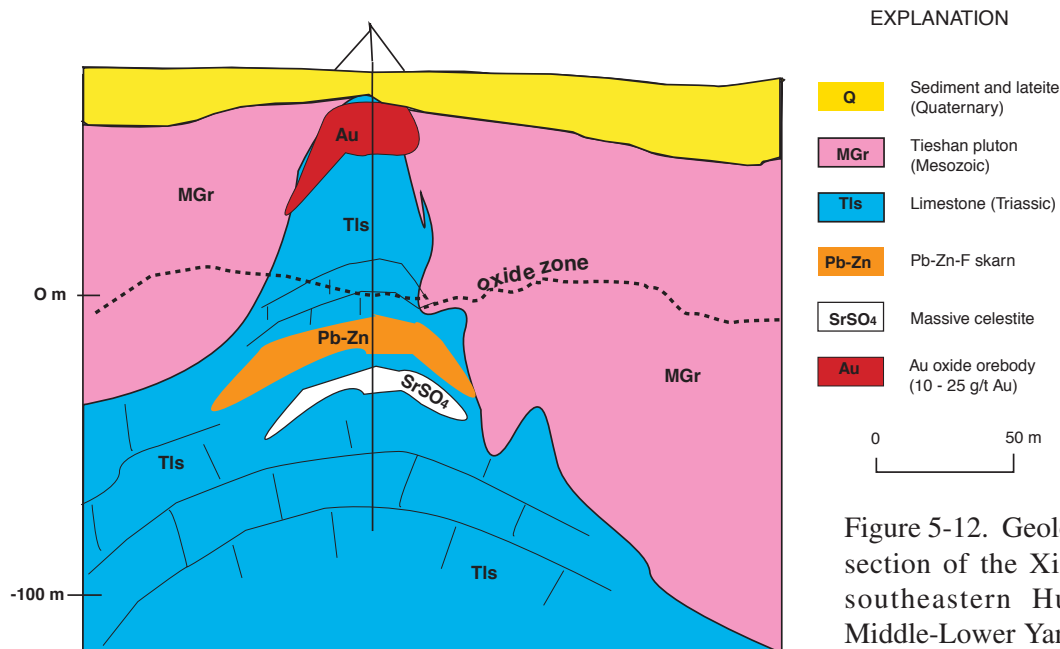 EXPLANATION
Q
Sediment and lateite
(Quaternary)
MGr
Tieshan pluton
(Mesozoic)
Tls
Limestone (Triassic)
Pb-Zn
Pb-Zn-F skarn
SrSO4
Massive celestite
Au
Au oxide orebody
(10 - 25 g/t Au)
0 50 m
Au
MGr
Tls
oxide zone
O m
Pb-Zn
SrSO4
MGr
Tls
Tls
-100 m
Figure 5-12. Geol
section of the Xi
southeastern Hu
Middle-Lower Yan